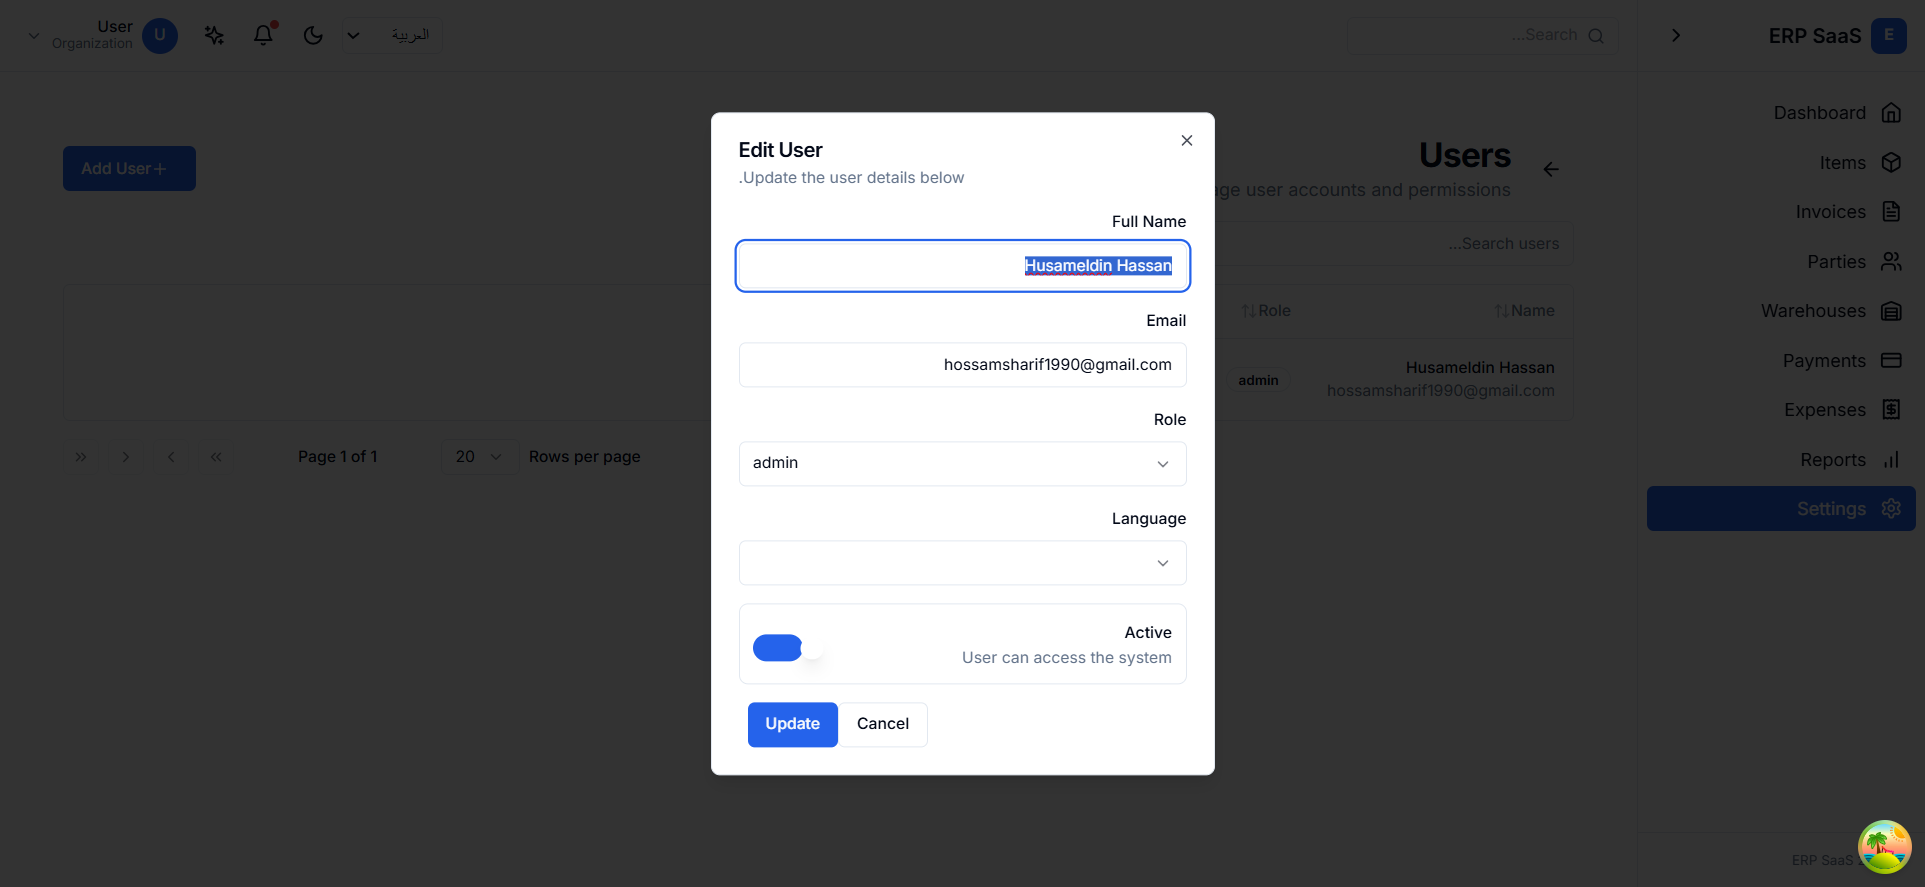 User
Organization
U
العربية
...Search
ERP SaaS
E
Dashboard
Items
Invoices
Parties
Warehouses
Payments
Expenses
Reports
Settings
Add User
Users
user accounts and permissions
...Search users
Role
Name
admin
Husameldin Hassan
hossamsharif1990@gmail.com
Page 1 of 1
20
Rows per page
Edit User
.Update the user details below
Full Name
Husameldin Hassan
Email
hossamsharif1990@gmail.com
Role
admin
Language
Active
User can access the system
Update
Cancel
ERP SaaS